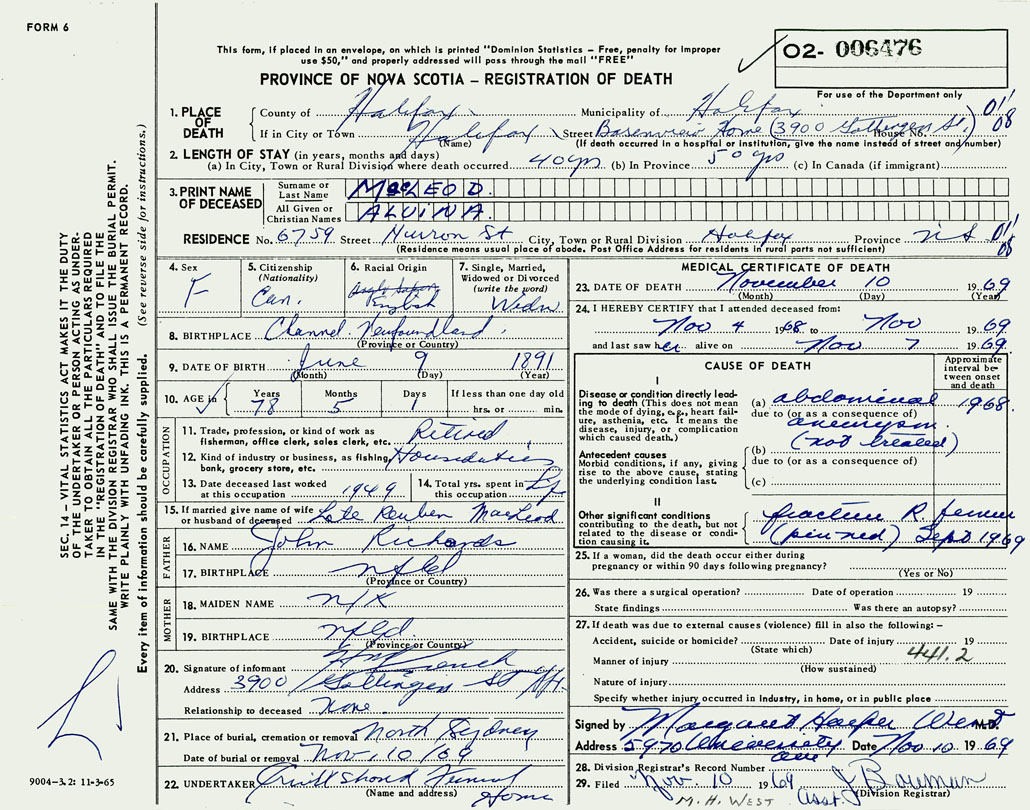 FORM 6
This form, if placed in an envelope, on which is printed "Dominion Statistics – Free, penalty for improper
use $50," and properly addressed will pass through the mail "FREE"
PROVINCE OF NOVA SCOTIA – REGISTRATION OF DEATH
O2- 006476
For use of the Department only
1. PLACE OF DEATH
County of Halifax Municipality of Halifax 01/08
If in City or Town Halifax Street Basinview Home (3900 Gottingen St.) House No.
(Name) (If death occurred in a hospital or institution, give the name instead of street and number)
2. LENGTH OF STAY (in years, months and days)
(a) In City, Town or Rural Division where death occurred 40 yrs (b) In Province 50 yrs (c) In Canada (if immigrant)
3. PRINT NAME OF DECEASED
Surname or Last Name MacLEOD.
All Given or Christian Names ALVINA.
RESIDENCE No. 6759 Street Hurron St City, Town or Rural Division Halifax Province NS 01/08
(Residence means usual place of abode. Post Office Address for residents in rural parts not sufficient)
4. Sex F
5. Citizenship (Nationality) Can.
6. Racial Origin English
7. Single, Married, Widowed or Divorced (write the word) Widow
8. BIRTHPLACE Channel, Newfoundland.
(Province or Country)
9. DATE OF BIRTH June 9 1891
(Month) (Day) (Year)
10. AGE in Years 78 Months 5 Days 1 If less than one day old hrs. or min.
OCCUPATION
11. Trade, profession, or kind of work as fisherman, office clerk, sales clerk, etc. Retired
12. Kind of industry or business, as fishing, bank, grocery store, etc. Houseduties
13. Date deceased last worked at this occupation 1949
14. Total yrs. spent in this occupation
15. If married give name of wife or husband of deceased Late Reuben MacLeod
FATHER
16. NAME John Richards
17. BIRTHPLACE Nfld
(Province or Country)
MOTHER
18. MAIDEN NAME N/K
19. BIRTHPLACE Nfld.
(Province or Country)
20. Signature of informant
Address 3900 Gottingen St Hfx.
Relationship to deceased None.
21. Place of burial, cremation or removal North Sydney
Date of burial or removal Nov. 10/69
22. UNDERTAKER Cruikshank's Funeral Home
(Name and address)
9004-3.2: 11-3-65
MEDICAL CERTIFICATE OF DEATH
23. DATE OF DEATH November 10 1969
(Month) (Day) (Year)
24. I HEREBY CERTIFY that I attended deceased from:
Nov 4 1968 to Nov 1969
and last saw her alive on Nov 7 1969.
CAUSE OF DEATH
Approximate interval between onset and death
I
Disease or condition directly leading to death (This does not mean the mode of dying, e.g., heart failure, asthenia, etc. It means the disease, injury, or complication which caused death.)
(a) abdominal 1968.
due to (or as a consequence of)
aneurysm
(b) (not treated)
Antecedent causes
Morbid conditions, if any, giving rise to the above cause, stating the underlying condition last.
due to (or as a consequence of)
(c)
II
Other significant conditions contributing to the death, but not related to the disease or condition causing it.
fracture R. femur
(pinned) Sept 1969
25. If a woman, did the death occur either during
pregnancy or within 90 days following pregnancy?
(Yes or No)
26. Was there a surgical operation? Date of operation 19
State findings Was there an autopsy?
27. If death was due to external causes (violence) fill in also the following: –
Accident, suicide or homicide? Date of injury 19
(State which) 441.2
Manner of injury
(How sustained)
Nature of injury
Specify whether injury occurred in industry, in home, or in public place
Signed by Margaret Harper West M.D.
Address 5970 University Ave Date Nov 10 1969
28. Division Registrar's Record Number
29. Filed Nov. 10 1969 J Bowman
Asst. (Division Registrar)
M. H. WEST
SEC. 14 – VITAL STATISTICS ACT MAKES IT THE DUTY
OF THE UNDERTAKER OR PERSON ACTING AS UNDER-
TAKER TO OBTAIN ALL THE PARTICULARS REQUIRED
IN THE "REGISTRATION OF DEATH" AND TO FILE THE
SAME WITH THE DIVISION REGISTRAR WHO SHALL ISSUE THE BURIAL PERMIT.
WRITE PLAINLY WITH UNFADING INK. THIS IS A PERMANENT RECORD.
Every item of information should be carefully supplied. (See reverse side for instructions.)